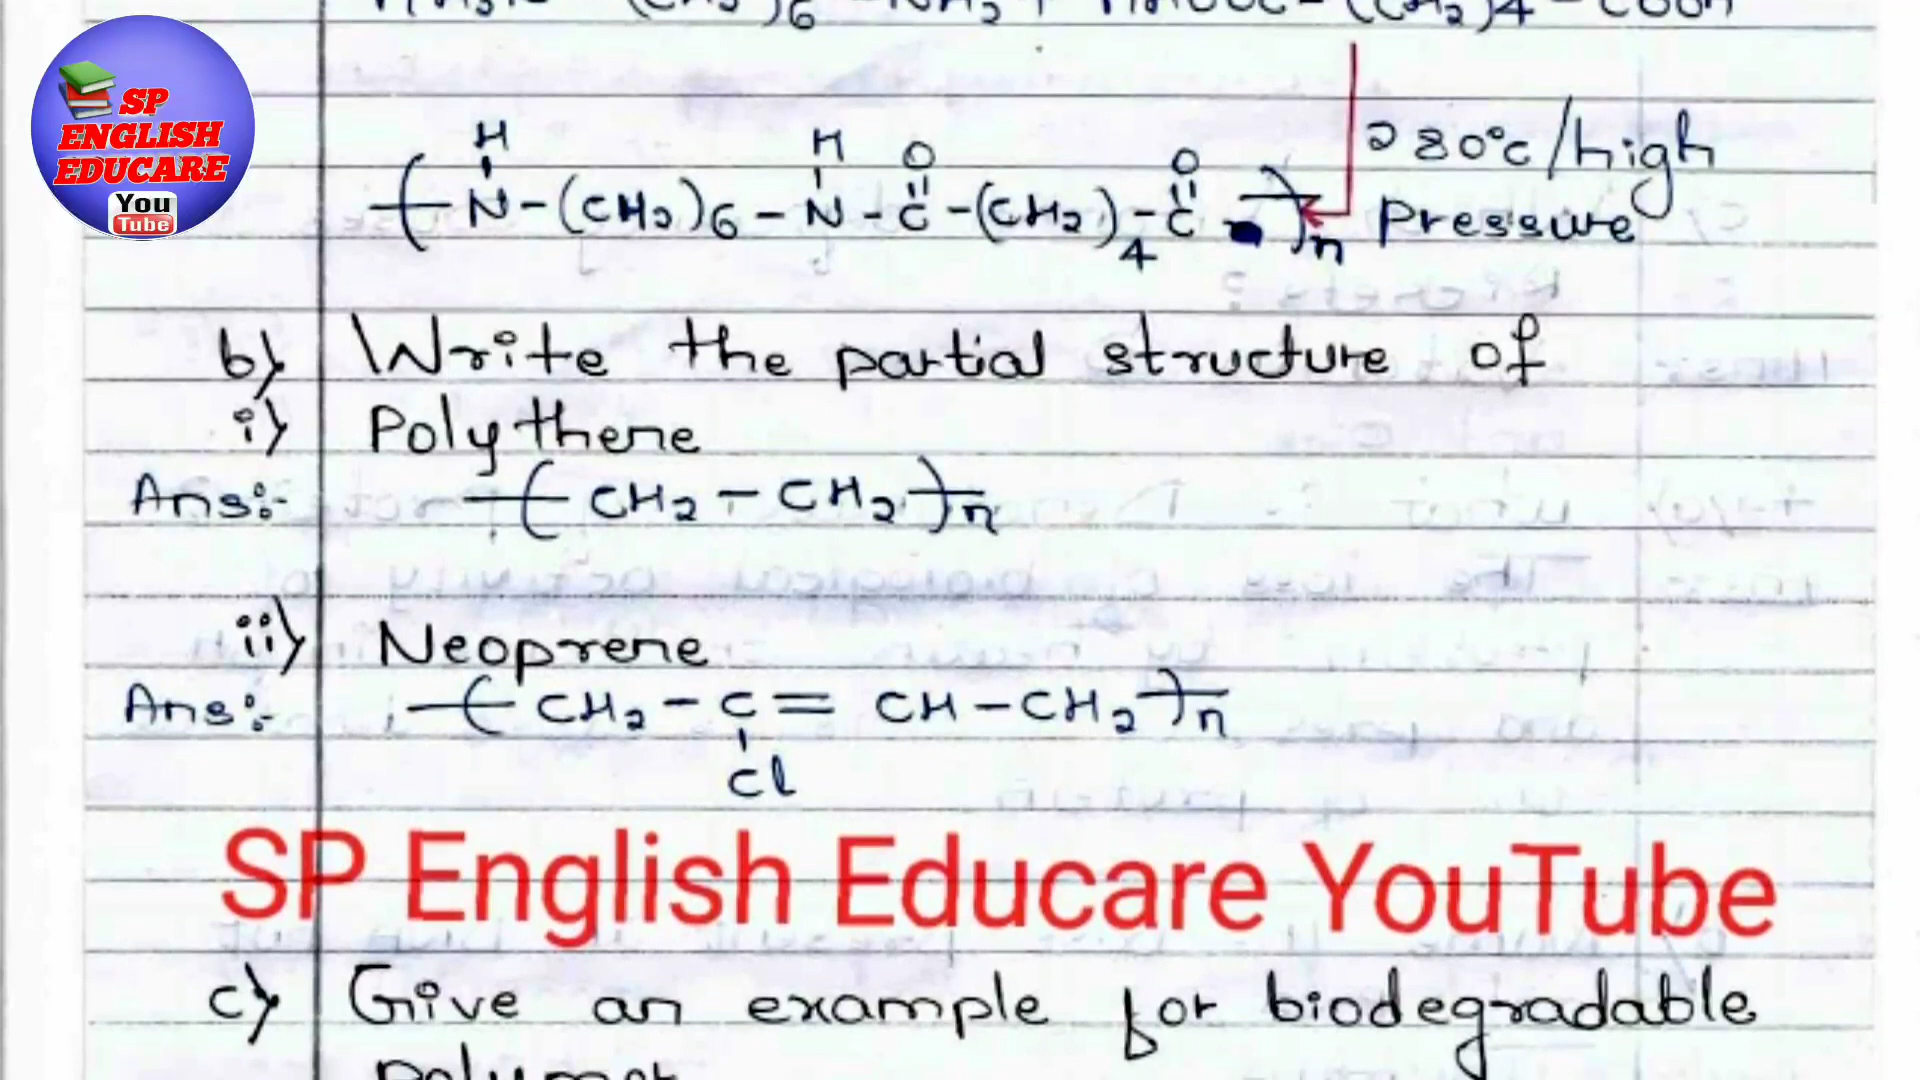 SP
ENGLISH
EDUCARE
You
Tube
H H O O 280°c/high
( N-(CH2)6-N-C-(CH2)4-C )n Pressure
b) Write the partial structure of
i) Polythene
Ans:- ( CH2-CH2 )n
ii) Neoprene
Ans:- ( CH2-C=CH-CH2 )n
Cl
SP English Educare YouTube
c) Give an example for biodegradable